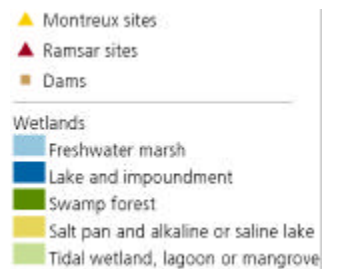 Montreux sites
Ramsar sites
Dams
Wetlands
Freshwater marsh
Lake and impoundment
Swamp forest
Salt pan and alkaline or saline lake
Tidal wetland, lagoon or mangrove